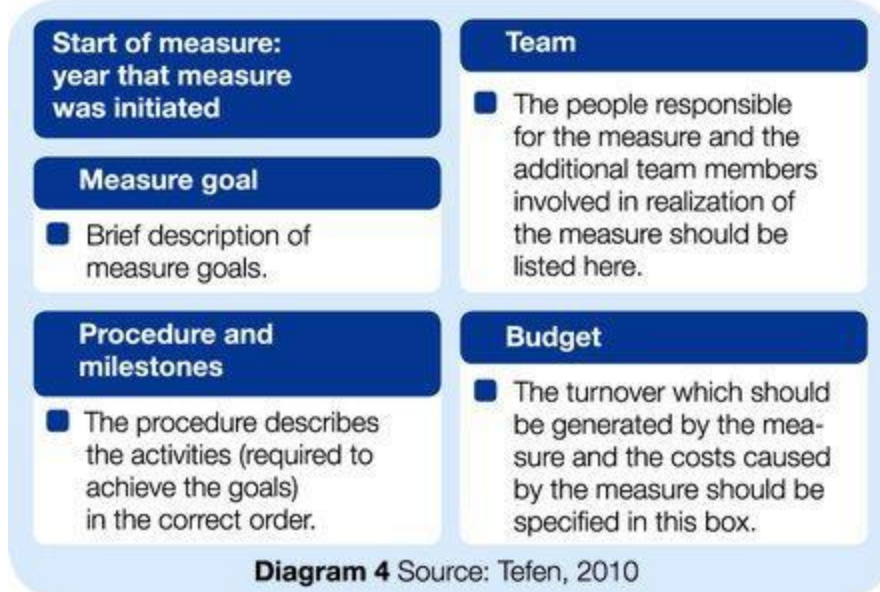 Start of measure:
year that measure
was initiated
Measure goal
Brief description of
measure goals.
Procedure and
milestones
The procedure describes
the activities (required to
achieve the goals)
in the correct order.
Team
The people responsible
for the measure and the
additional team members
involved in realization of
the measure should be
listed here.
Budget
The turnover which should
be generated by the mea-
sure and the costs caused
by the measure should be
specified in this box.
Diagram 4 Source: Tefen, 2010